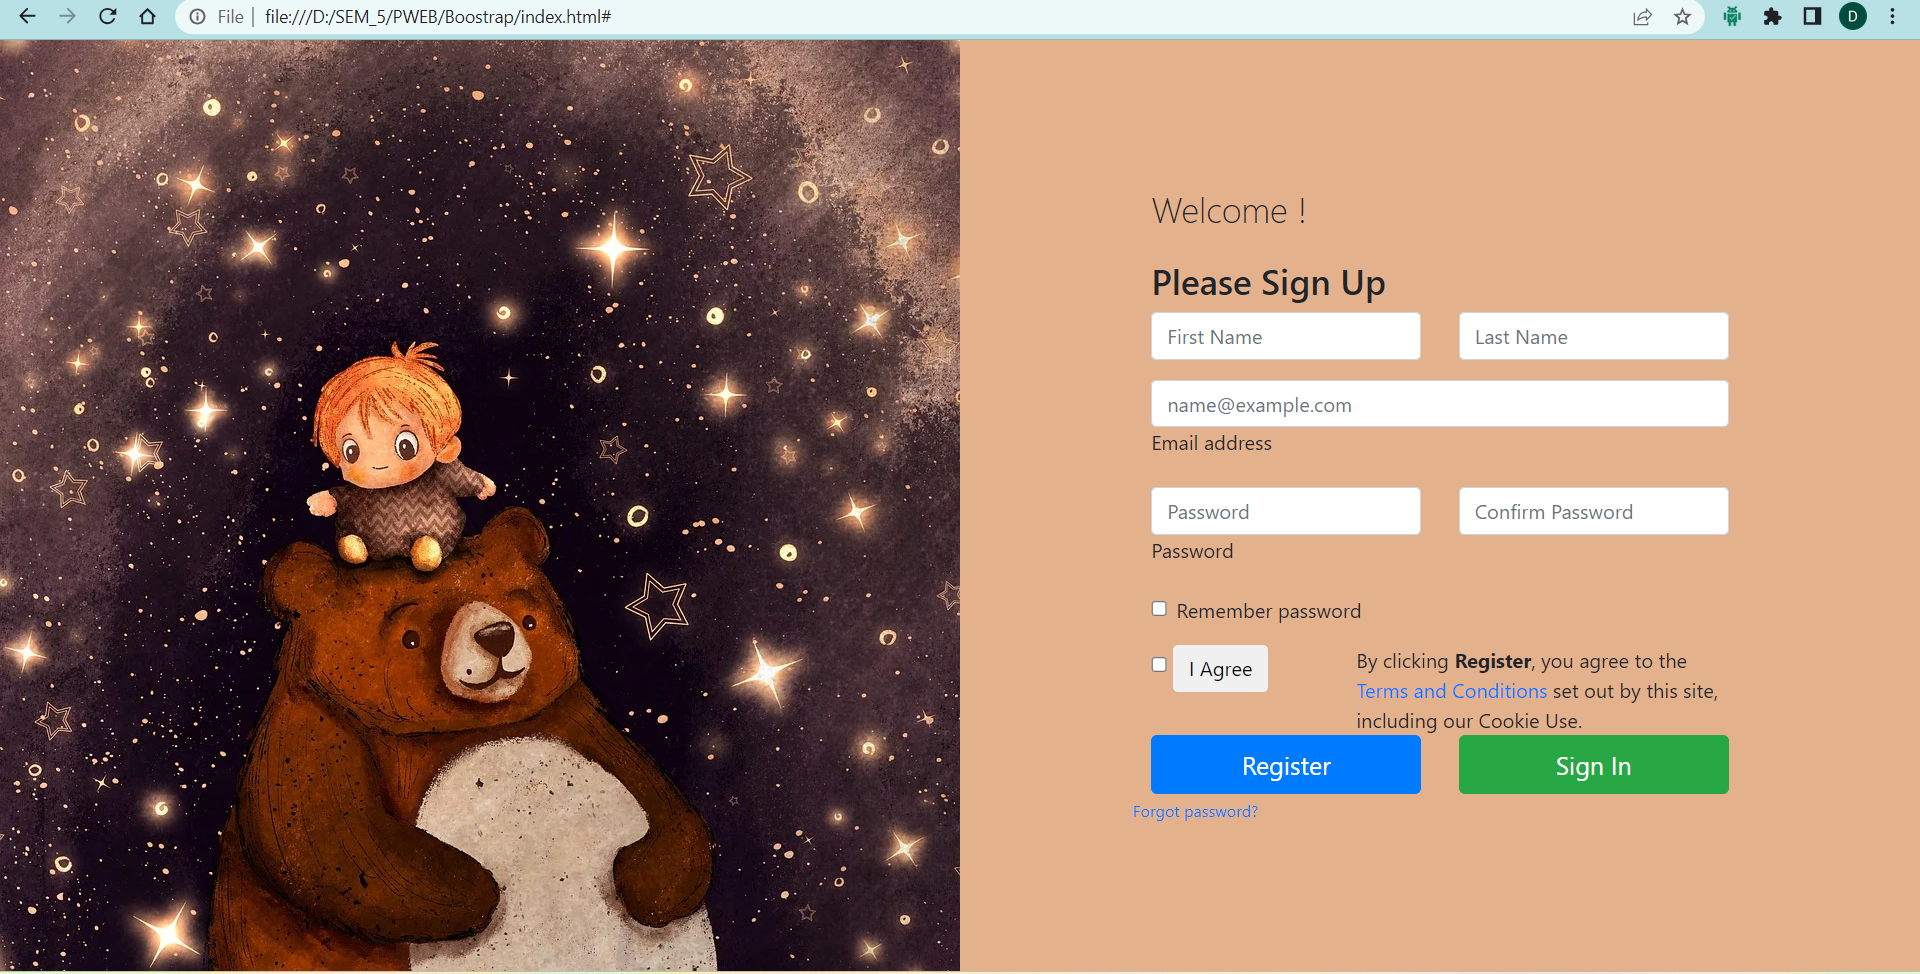 File | file:///D:/SEM_5/PWEB/Boostrap/index.html#
D
Welcome !
Please Sign Up
First Name Last Name
name@example.com
Email address
Password Confirm Password
Password
Remember password
I Agree
By clicking Register, you agree to the
Terms and Conditions set out by this site,
including our Cookie Use.
Register Sign In
Forgot password?